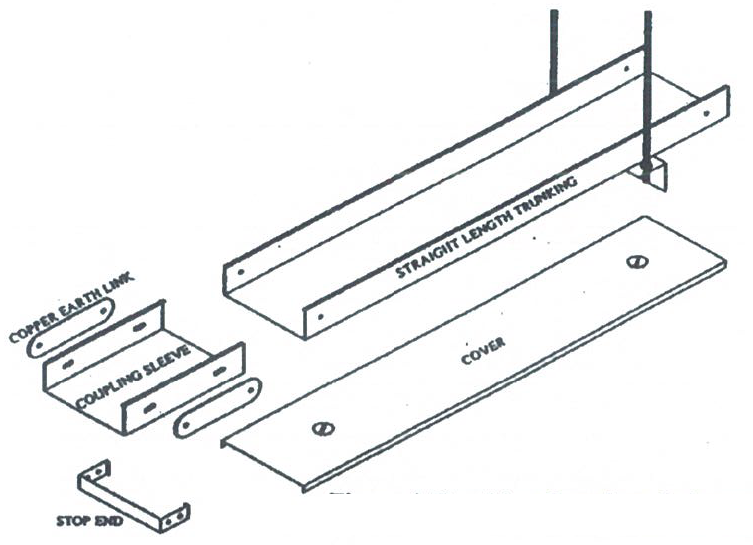 STRAIGHT LENGTH TRUNKING
COPPER EARTH LINK
COUPLING SLEEVE
COVER
STOP END